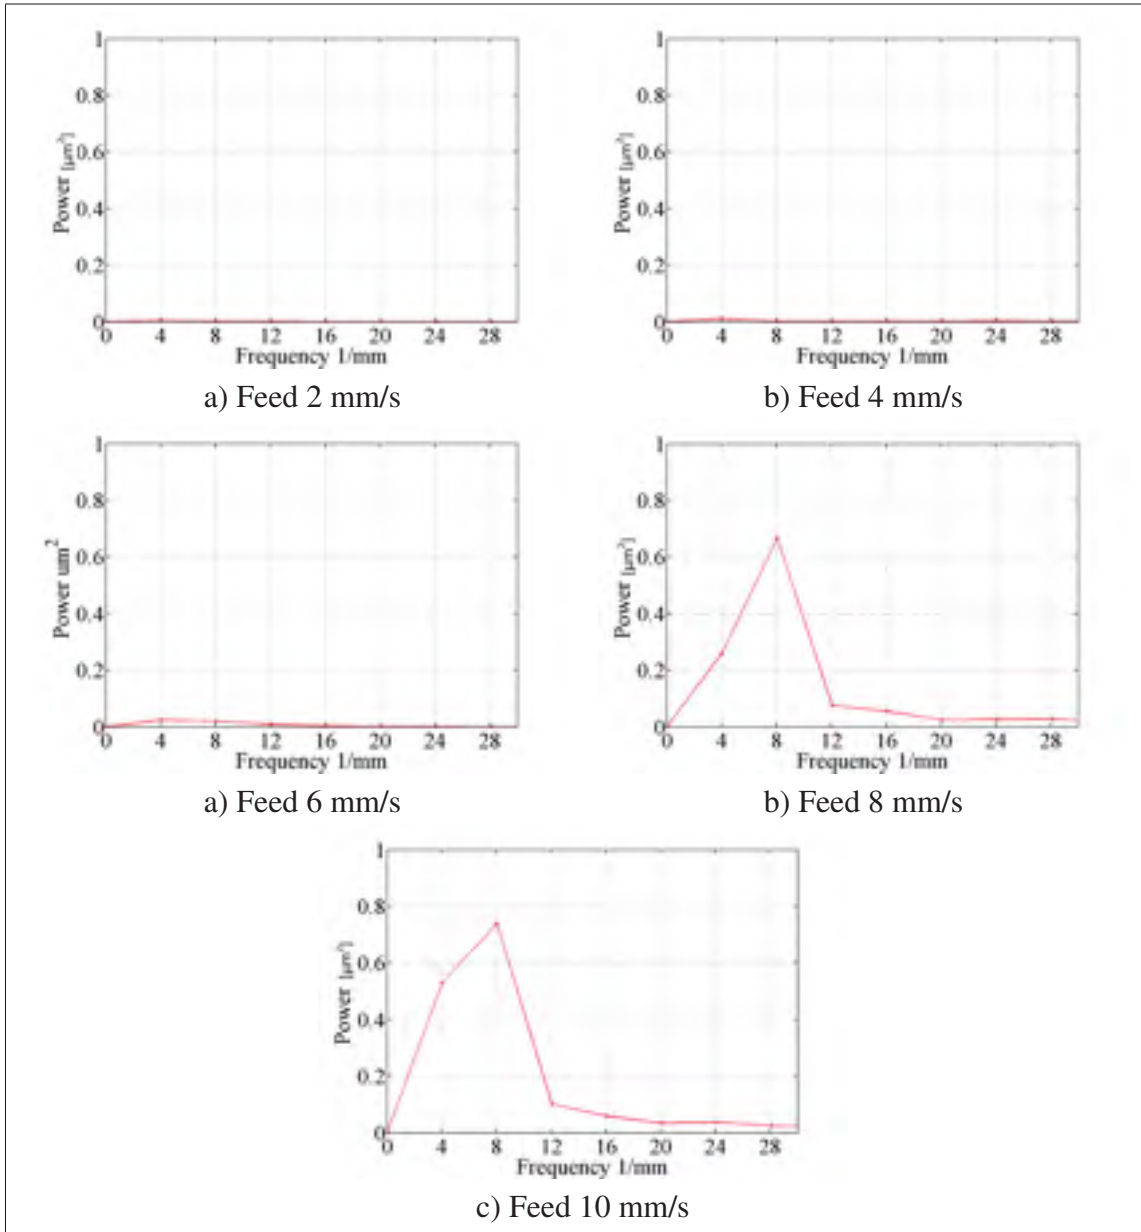 1
0.8
0.6
0.4
0.2
0
Power [μm²]
0 4 8 12 16 20 24 28
Frequency 1/mm
a) Feed 2 mm/s
1
0.8
0.6
0.4
0.2
0
Power [μm²]
0 4 8 12 16 20 24 28
Frequency 1/mm
b) Feed 4 mm/s
1
0.8
0.6
0.4
0.2
0
Power um²
0 4 8 12 16 20 24 28
Frequency 1/mm
a) Feed 6 mm/s
1
0.8
0.6
0.4
0.2
0
Power [μm²]
0 4 8 12 16 20 24 28
Frequency 1/mm
b) Feed 8 mm/s
1
0.8
0.6
0.4
0.2
0
Power [μm²]
0 4 8 12 16 20 24 28
Frequency 1/mm
c) Feed 10 mm/s